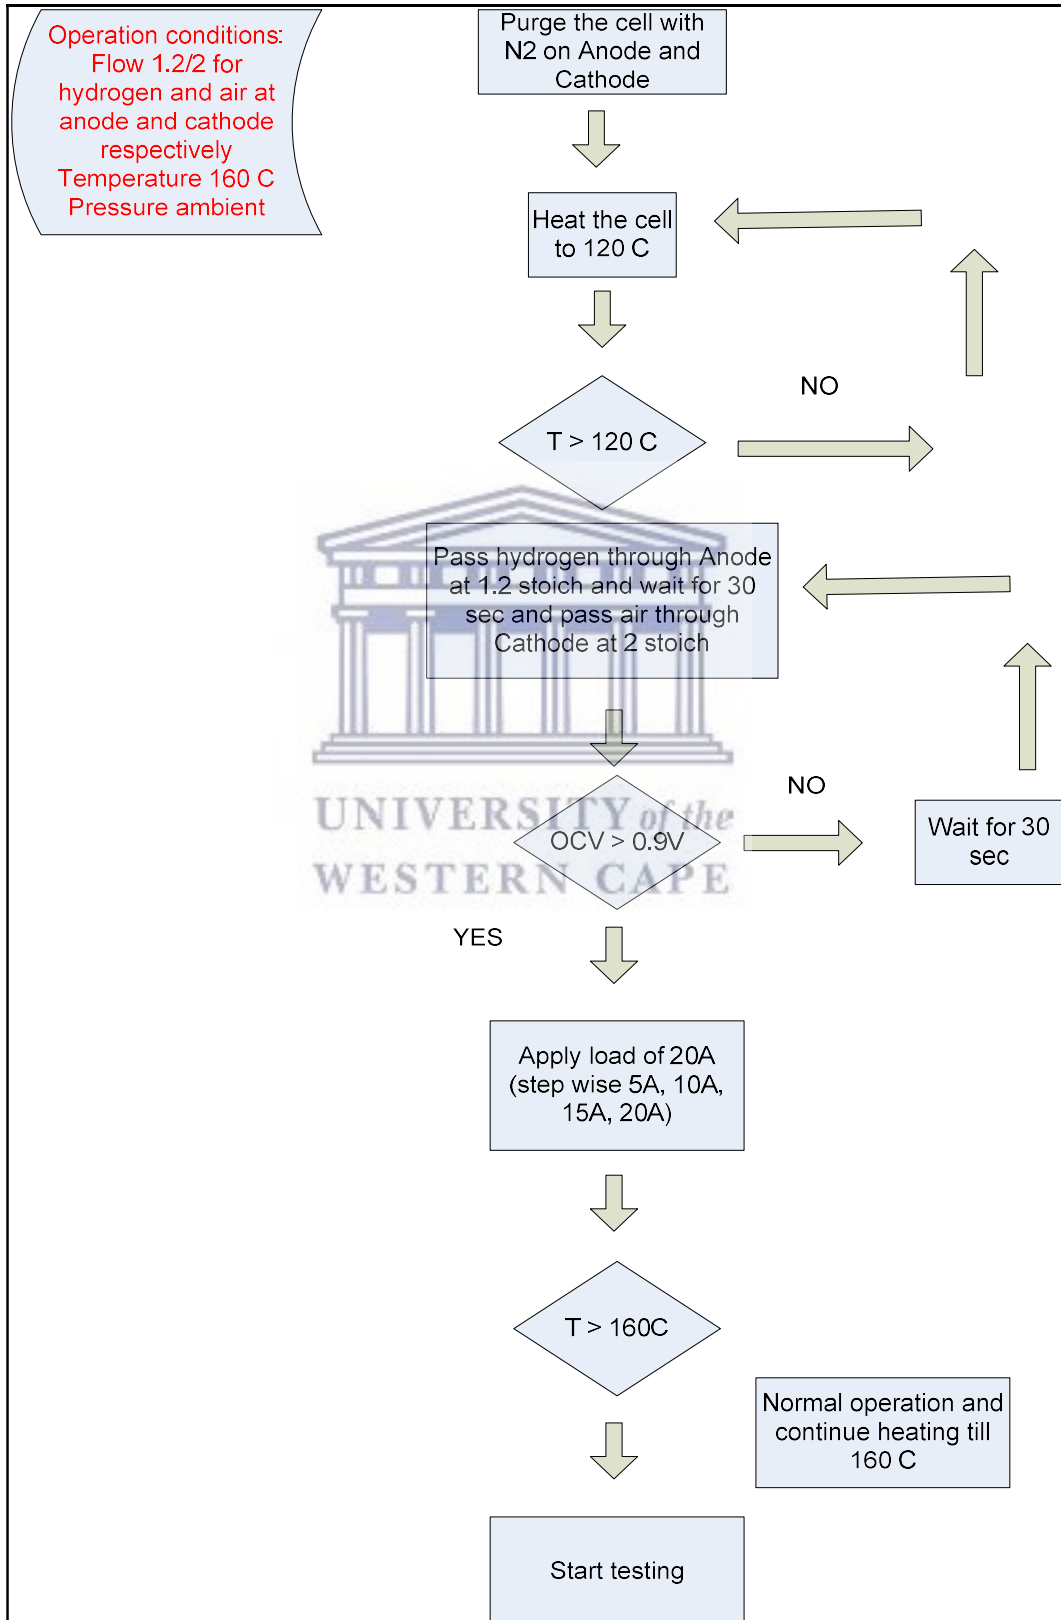 Operation conditions:
Flow 1.2/2 for
hydrogen and air at
anode and cathode
respectively
Temperature 160 C
Pressure ambient
Purge the cell with
N2 on Anode and
Cathode
Heat the cell
to 120 C
NO
T > 120 C
Pass hydrogen through Anode
at 1.2 stoich and wait for 30
sec and pass air through
Cathode at 2 stoich
NO
UNIVERSITY of the
WESTERN CAPE
OCV > 0.9V
Wait for 30
sec
YES
Apply load of 20A
(step wise 5A, 10A,
15A, 20A)
T > 160C
Normal operation and
continue heating till
160 C
Start testing